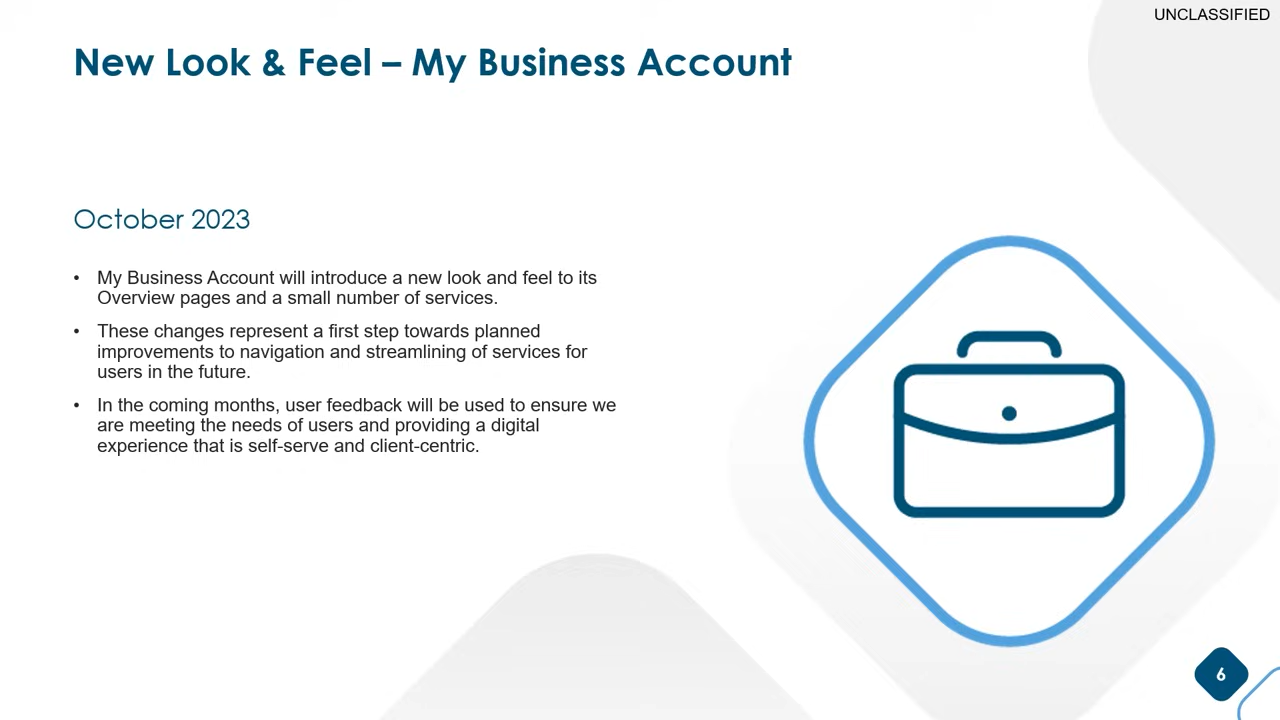 UNCLASSIFIED
New Look & Feel – My Business Account
October 2023
• My Business Account will introduce a new look and feel to its
Overview pages and a small number of services.
• These changes represent a first step towards planned
improvements to navigation and streamlining of services for
users in the future.
• In the coming months, user feedback will be used to ensure we
are meeting the needs of users and providing a digital
experience that is self-serve and client-centric.
6